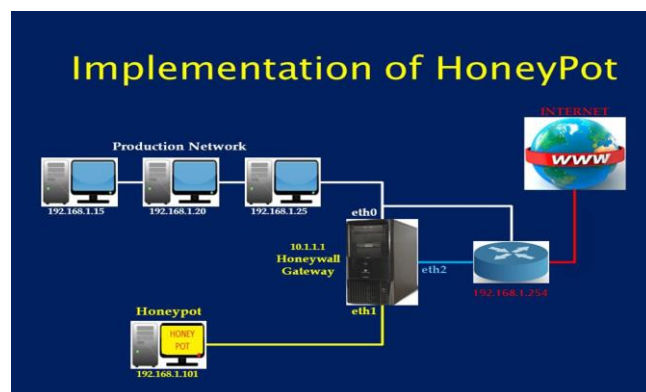 Implementation of HoneyPot
INTERNET
WWW
Production Network
192.168.1.15
192.168.1.20
192.168.1.25
eth0
10.1.1.1
Honeywall
Gateway
eth2
192.168.1.254
eth1
Honeypot
HONEY
POT
192.168.1.101